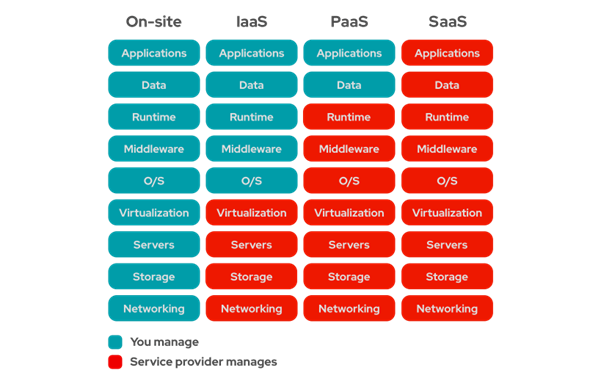 On-site IaaS PaaS SaaS
Applications Applications Applications Applications
Data Data Data Data
Runtime Runtime Runtime Runtime
Middleware Middleware Middleware Middleware
O/S O/S O/S O/S
Virtualization Virtualization Virtualization Virtualization
Servers Servers Servers Servers
Storage Storage Storage Storage
Networking Networking Networking Networking
You manage
Service provider manages